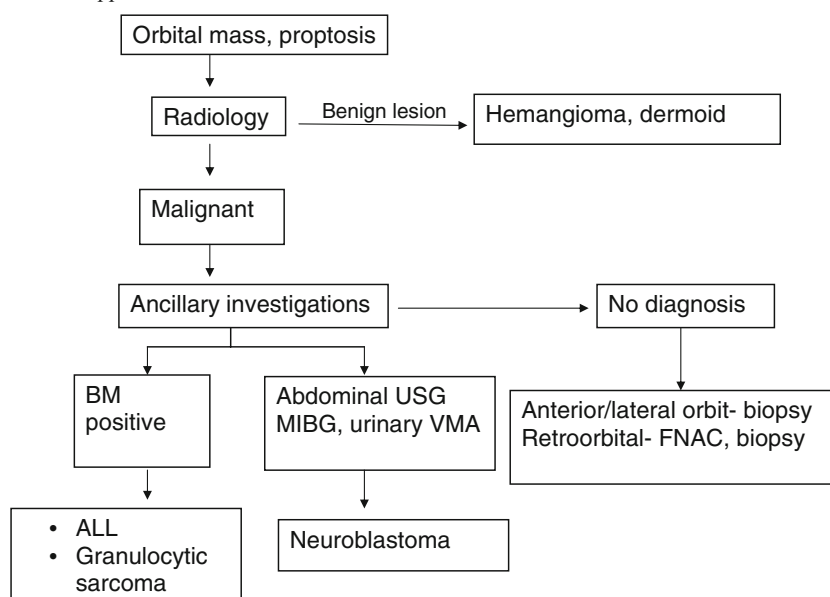 Orbital mass, proptosis
Radiology
Benign lesion
Hemangioma, dermoid
Malignant
Ancillary investigations
No diagnosis
BM
positive
Abdominal USG
MIBG, urinary VMA
Anterior/lateral orbit- biopsy
Retroorbital- FNAC, biopsy
• ALL
• Granulocytic
sarcoma
Neuroblastoma